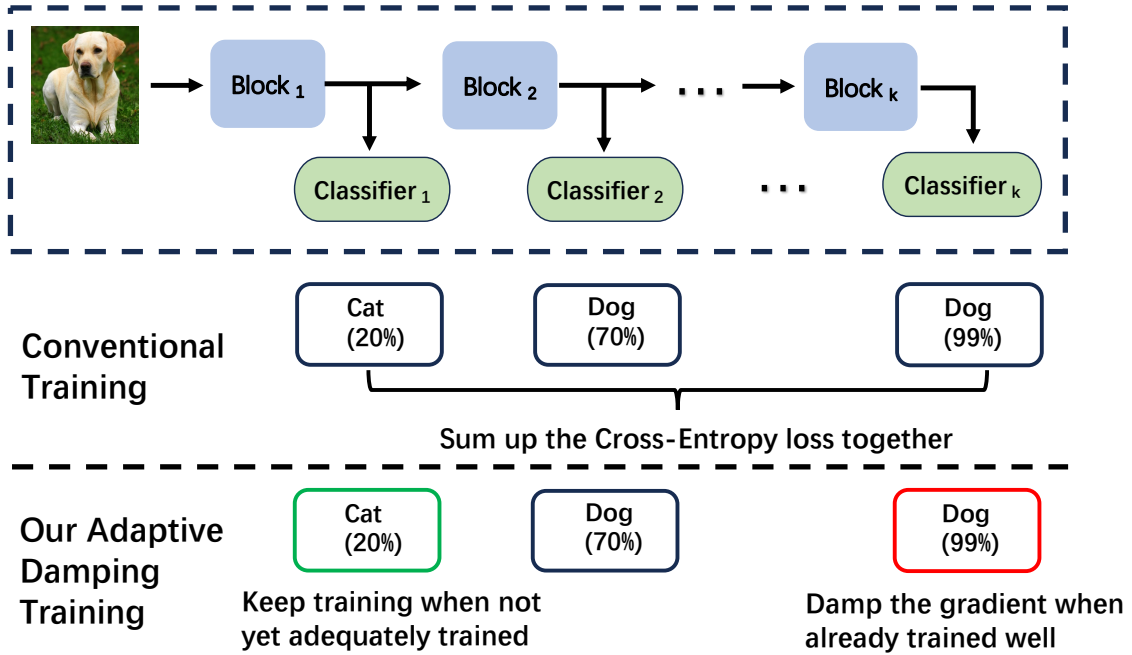 Block 1
Block 2
...
Block k
Classifier 1
Classifier 2
...
Classifier k
Conventional
Training
Cat
(20%)
Dog
(70%)
Dog
(99%)
Sum up the Cross-Entropy loss together
Our Adaptive
Damping
Training
Cat
(20%)
Dog
(70%)
Dog
(99%)
Keep training when not
yet adequately trained
Damp the gradient when
already trained well